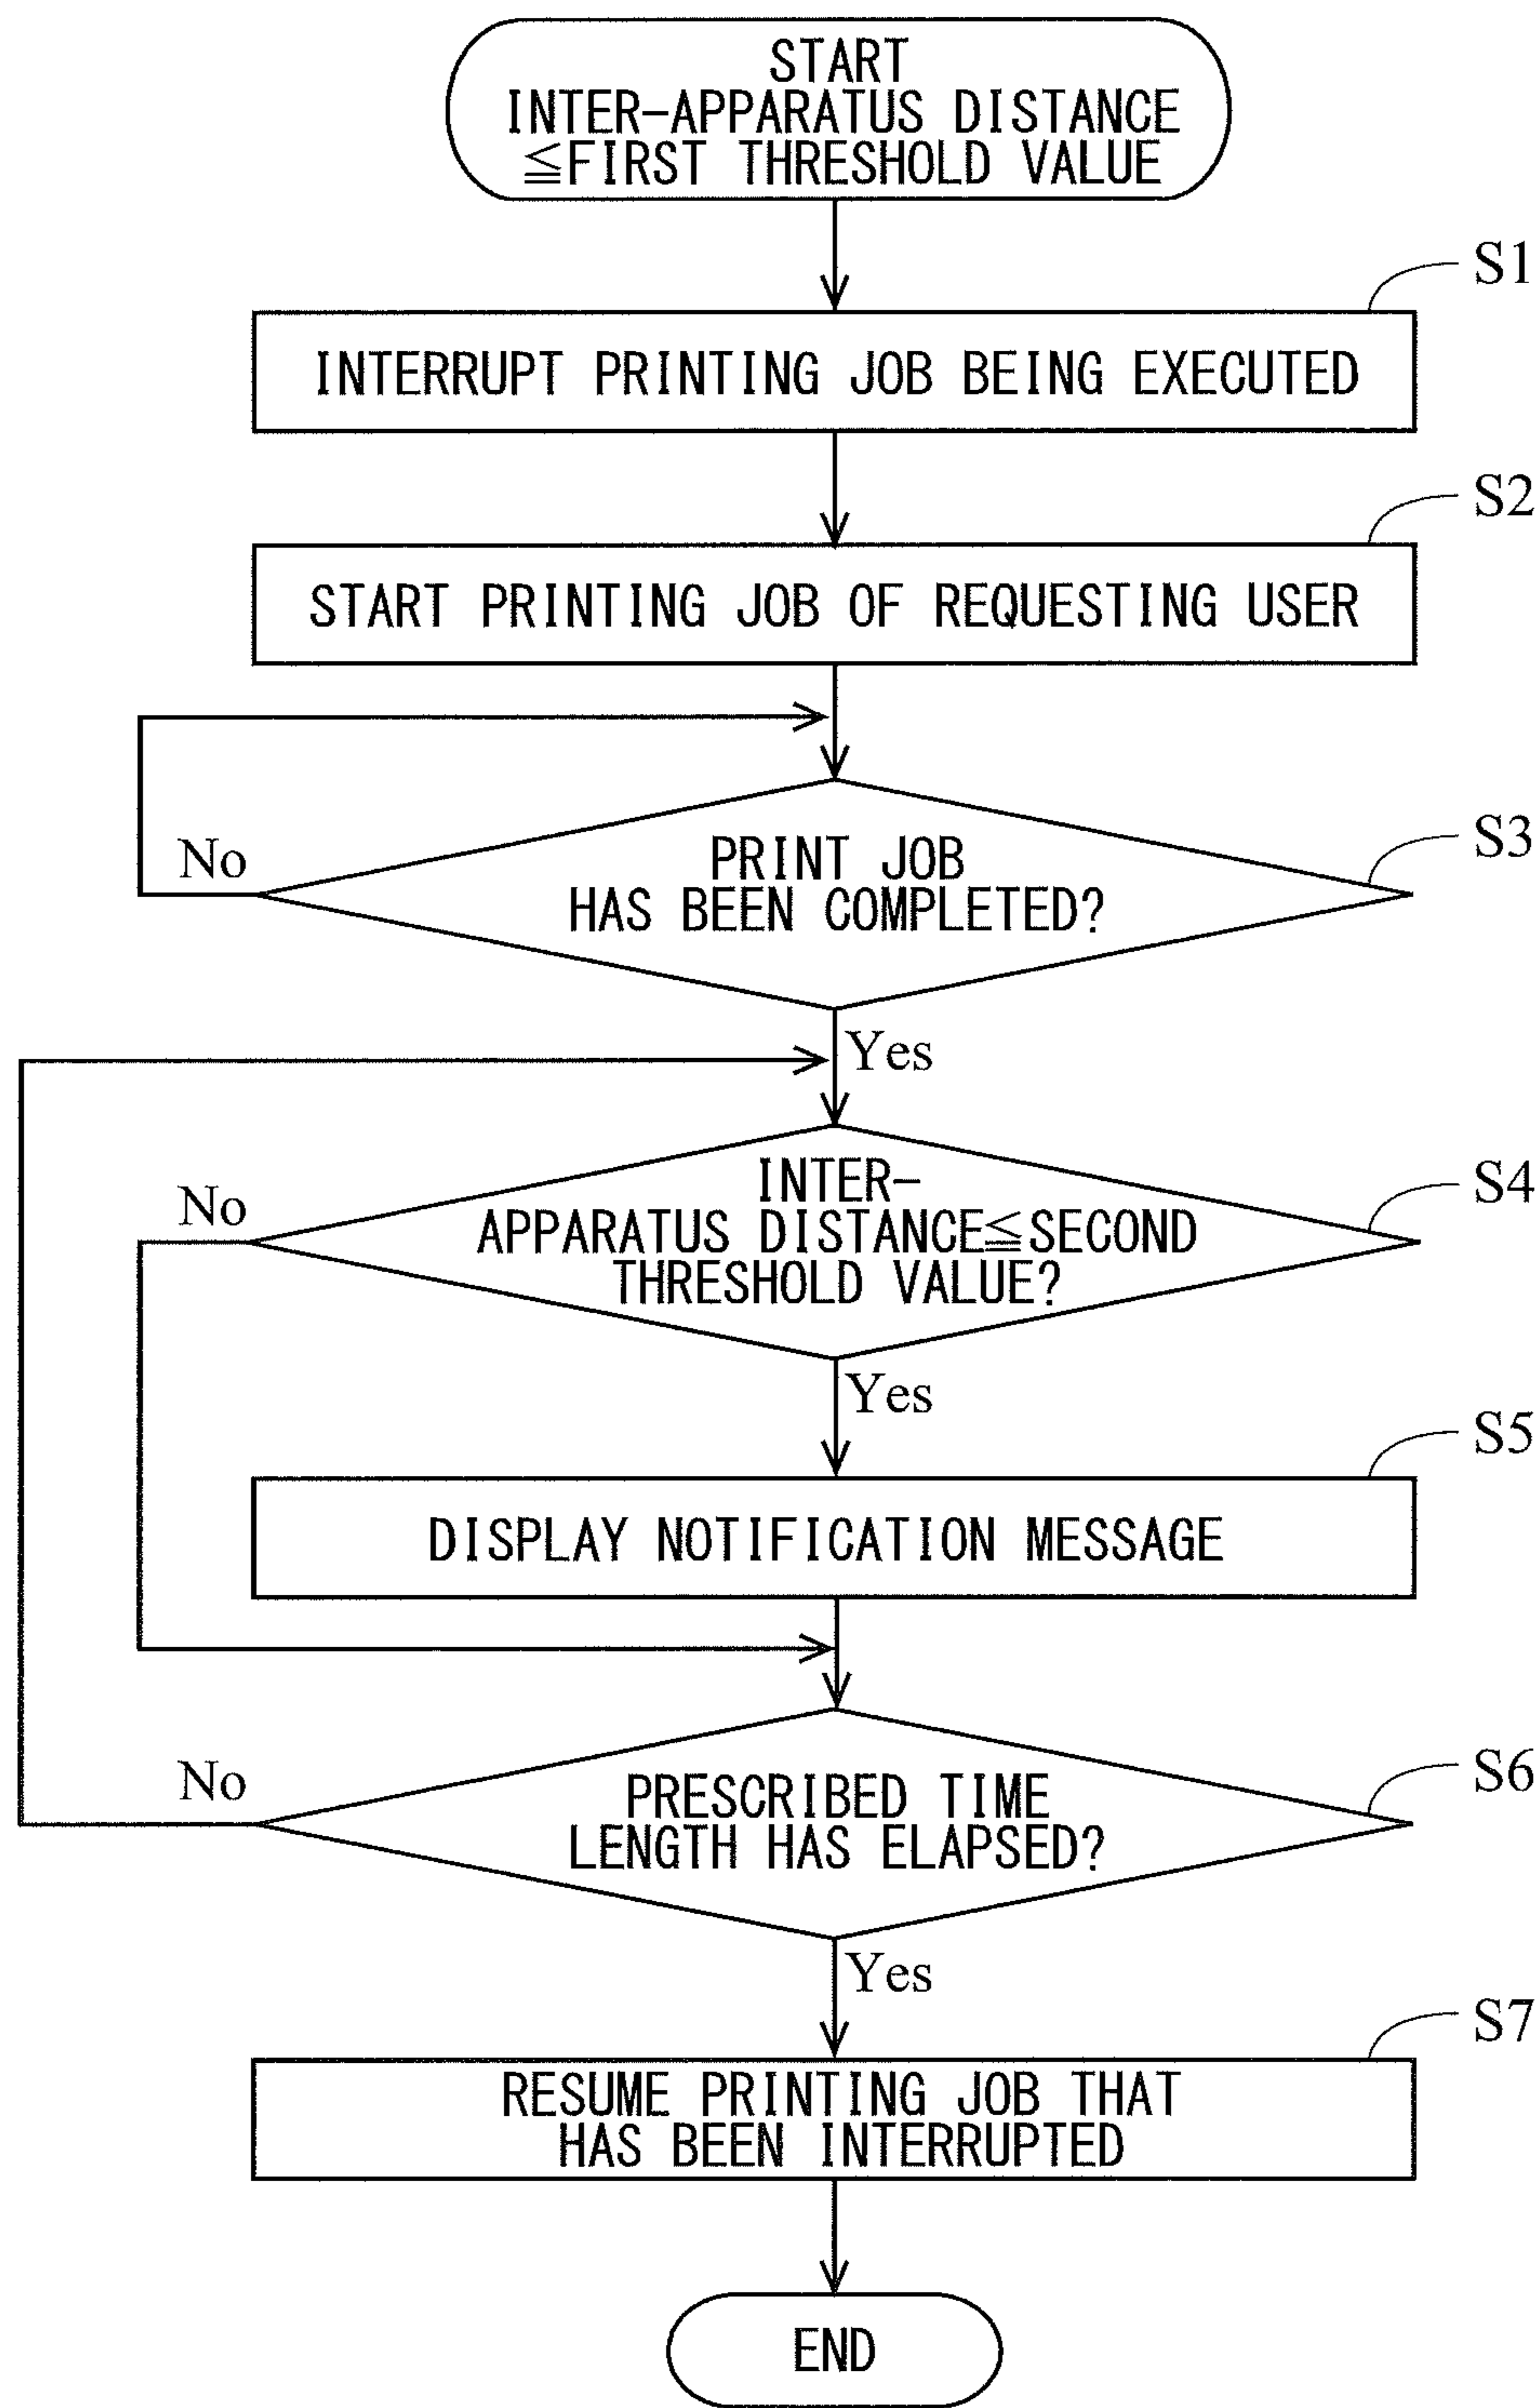 START
INTER-APPARATUS DISTANCE
≦FIRST THRESHOLD VALUE
S1
INTERRUPT PRINTING JOB BEING EXECUTED
S2
START PRINTING JOB OF REQUESTING USER
S3
No
PRINT JOB
HAS BEEN COMPLETED?
Yes
S4
No
INTER-
APPARATUS DISTANCE≦SECOND
THRESHOLD VALUE?
Yes
S5
DISPLAY NOTIFICATION MESSAGE
S6
No
PRESCRIBED TIME
LENGTH HAS ELAPSED?
Yes
S7
RESUME PRINTING JOB THAT
HAS BEEN INTERRUPTED
END